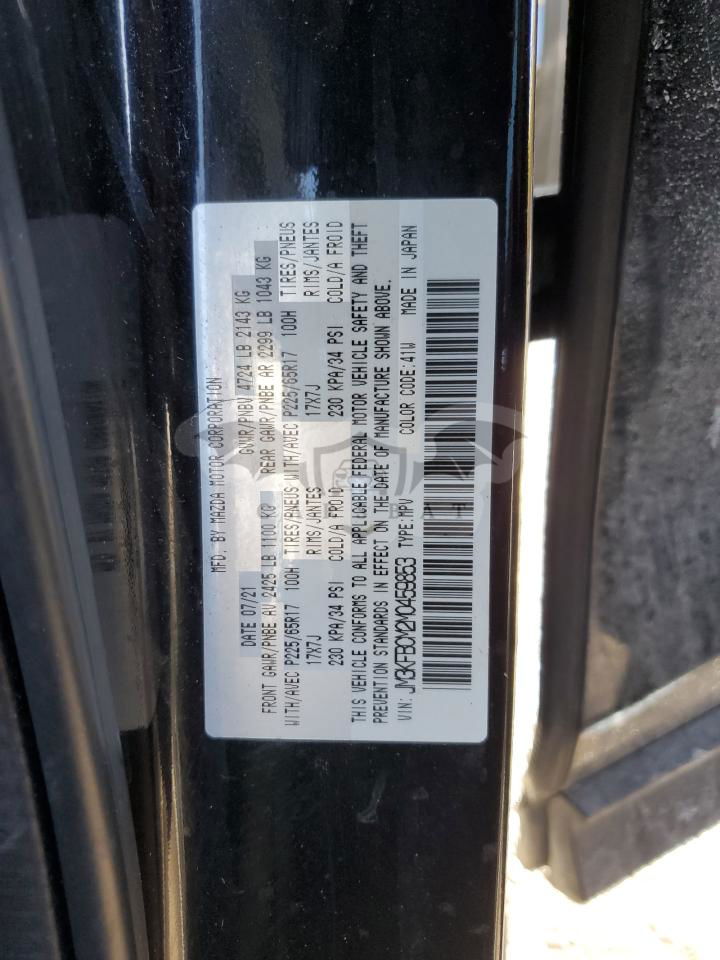 MFD. BY MAZDA MOTOR CORPORATION
DATE 07/21 GVWR/PNBV 4724 LB 2143 KG
FRONT GAWR/PNBE AV 2425 LB 1100 KG REAR GAWR/PNBE AR 2299 LB 1043 KG
WITH/AVEC P225/65R17 100H TIRES/PNEUS WITH/AVEC P225/65R17 100H TIRES/PNEUS
17X7J RIMS/JANTES 17X7J RIMS/JANTES
230 KPA/34 PSI COLD/A FROID 230 KPA/34 PSI COLD/A FROID
THIS VEHICLE CONFORMS TO ALL APPLICABLE FEDERAL MOTOR VEHICLE SAFETY AND THEFT
PREVENTION STANDARDS IN EFFECT ON THE DATE OF MANUFACTURE SHOWN ABOVE.
VIN: JM3KFBCM2M0459853 TYPE:MPV COLOR CODE:41W MADE IN JAPAN